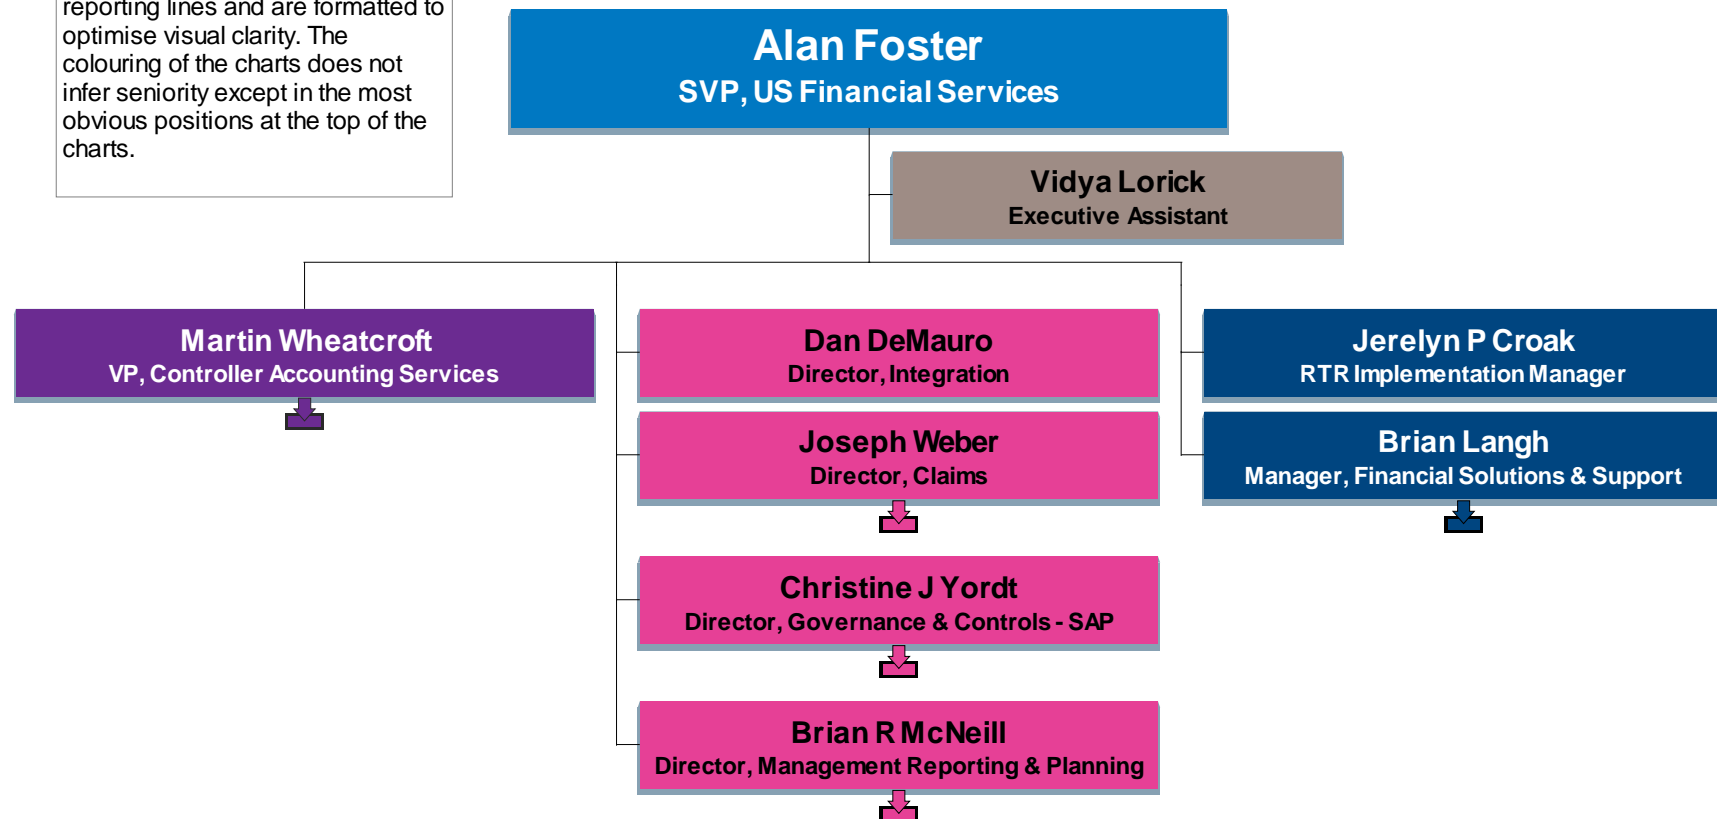 reporting lines and are formatted to
optimise visual clarity. The
colouring of the charts does not
infer seniority except in the most
obvious positions at the top of the
charts.
Alan Foster
SVP, US Financial Services
Vidya Lorick
Executive Assistant
Martin Wheatcroft
VP, Controller Accounting Services
Dan DeMauro
Director, Integration
Joseph Weber
Director, Claims
Christine J Yordt
Director, Governance & Controls - SAP
Brian R McNeill
Director, Management Reporting & Planning
Jerelyn P Croak
RTR Implementation Manager
Brian Langh
Manager, Financial Solutions & Support